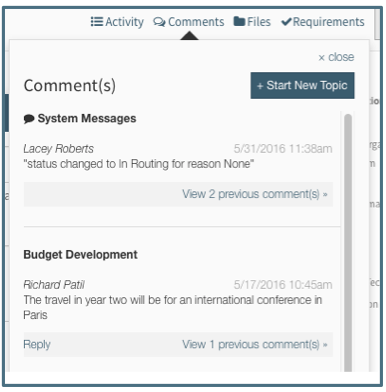 Activity Comments Files Requirements
× close
Comment(s)
+ Start New Topic
System Messages
Lacey Roberts 5/31/2016 11:38am
"status changed to In Routing for reason None"
View 2 previous comment(s) »
Budget Development
Richard Patil 5/17/2016 10:45am
The travel in year two will be for an international conference in
Paris
Reply View 1 previous comment(s) »